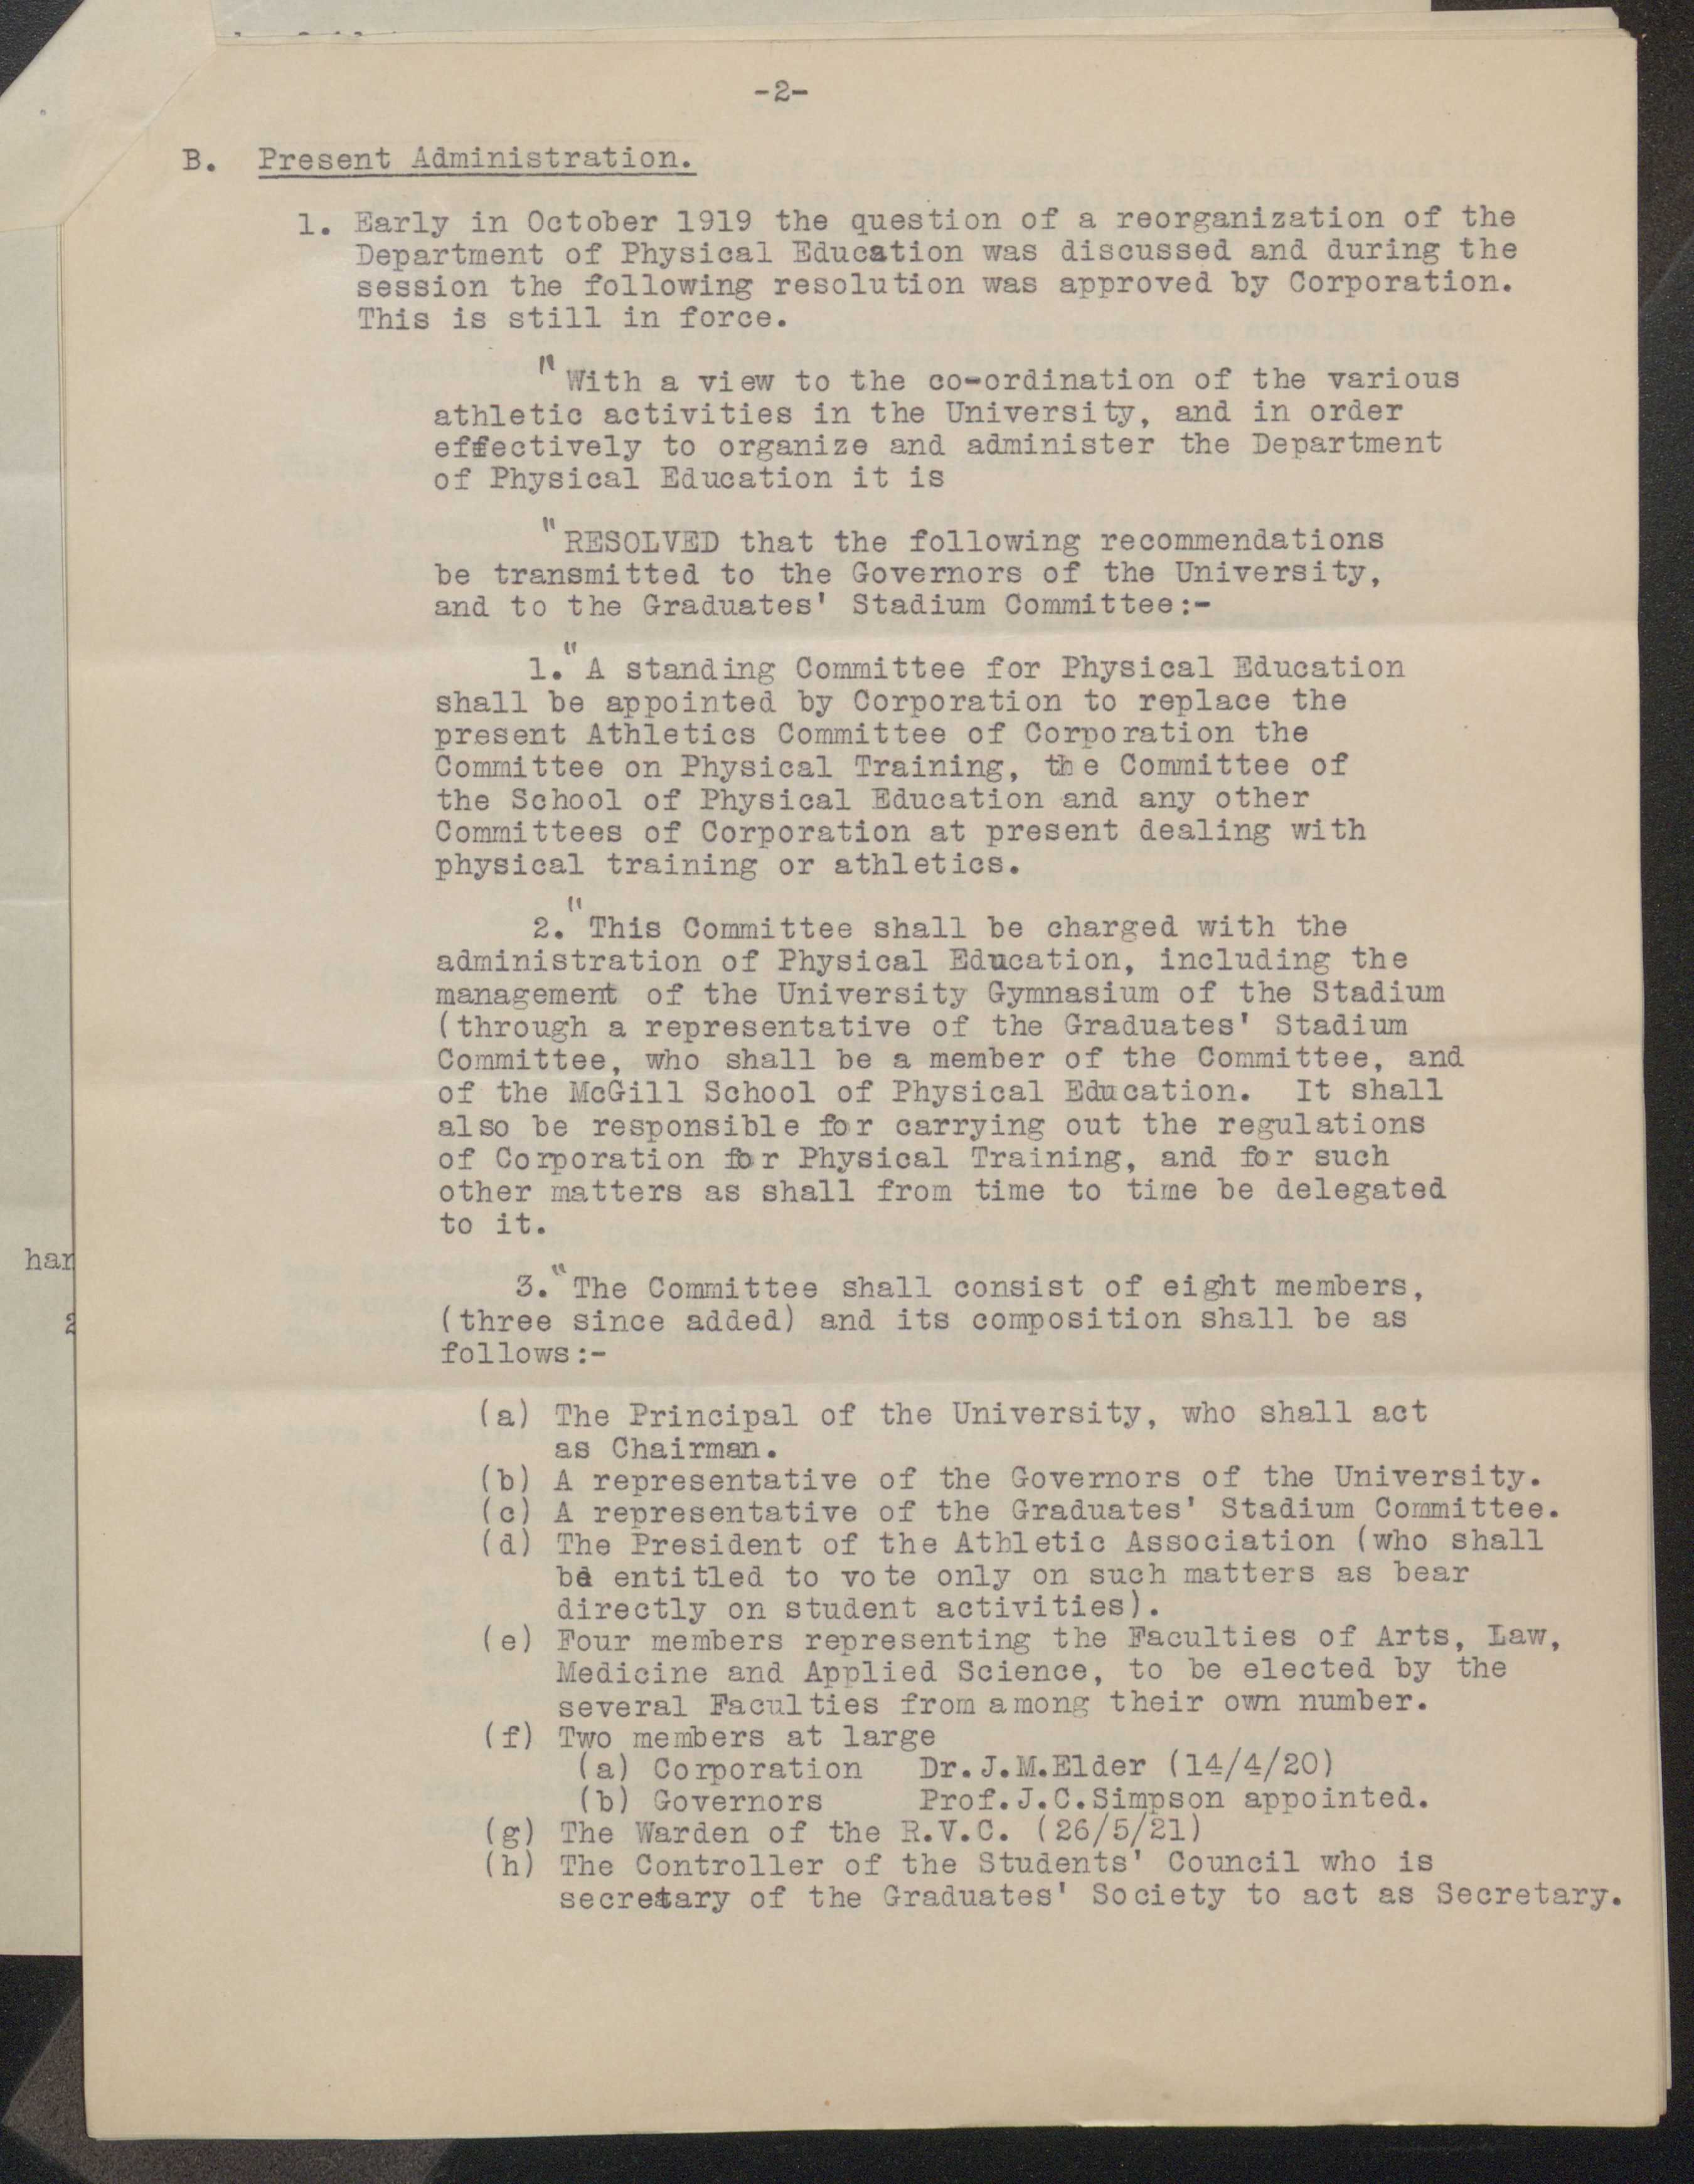 -2-
B. Present Administration.
1. Early in October 1919 the question of a reorganization of the
Department of Physical Education was discussed and during the
session the following resolution was approved by Corporation.
This is still in force.
"With a view to the co-ordination of the various
athletic activities in the University, and in order
effectively to organize and administer the Department
of Physical Education it is
"RESOLVED that the following recommendations
be transmitted to the Governors of the University,
and to the Graduates' Stadium Committee:-
1."A standing Committee for Physical Education
shall be appointed by Corporation to replace the
present Athletics Committee of Corporation the
Committee on Physical Training, the Committee of
the School of Physical Education and any other
Committees of Corporation at present dealing with
physical training or athletics.
2."This Committee shall be charged with the
administration of Physical Education, including the
management of the University Gymnasium of the Stadium
(through a representative of the Graduates' Stadium
Committee, who shall be a member of the Committee, and
of the McGill School of Physical Education. It shall
also be responsible for carrying out the regulations
of Corporation for Physical Training, and for such
other matters as shall from time to time be delegated
to it.
3."The Committee shall consist of eight members,
(three since added) and its composition shall be as
follows:-
(a) The Principal of the University, who shall act
as Chairman.
(b) A representative of the Governors of the University.
(c) A representative of the Graduates' Stadium Committee.
(d) The President of the Athletic Association (who shall
be entitled to vote only on such matters as bear
directly on student activities).
(e) Four members representing the Faculties of Arts, Law,
Medicine and Applied Science, to be elected by the
several Faculties from among their own number.
(f) Two members at large
(a) Corporation Dr.J.M.Elder (14/4/20)
(b) Governors Prof.J.C.Simpson appointed.
(g) The Warden of the R.V.C. (26/5/21)
(h) The Controller of the Students' Council who is
secretary of the Graduates' Society to act as Secretary.
har